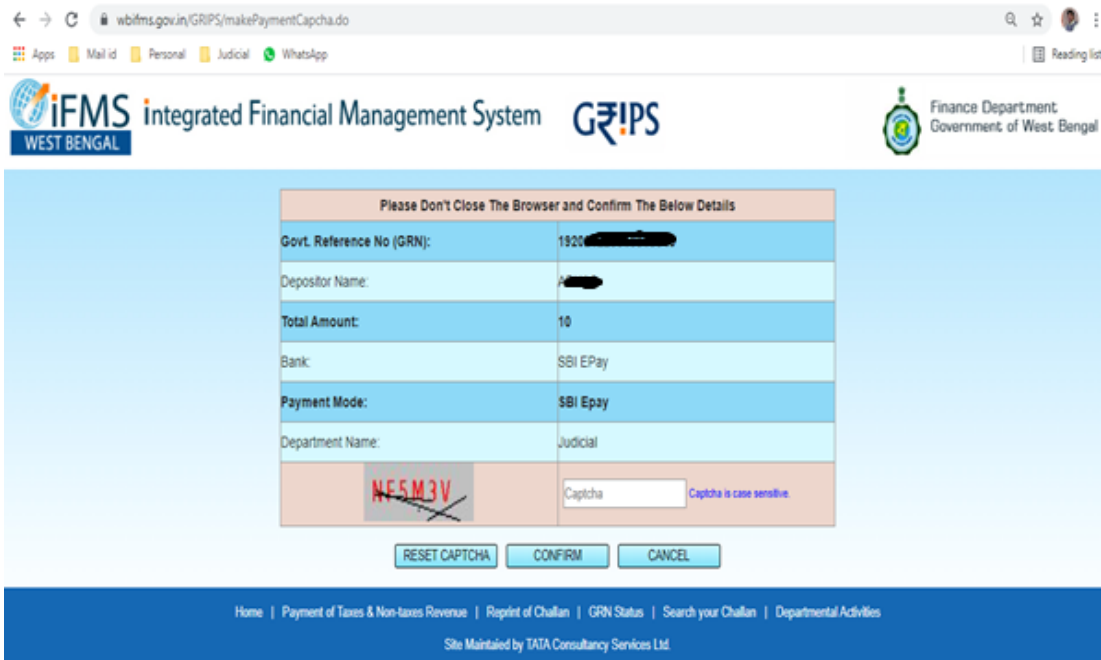 wbifms.gov.in/GRIPS/makePaymentCapcha.do
Apps Mail id Personal Judicial WhatsApp Reading list
iFMS Integrated Financial Management System GR!PS
WEST BENGAL
Finance Department
Government of West Bengal
Please Don't Close The Browser and Confirm The Below Details
Govt. Reference No (GRN): 1920
Depositor Name: A
Total Amount: 10
Bank: SBI EPay
Payment Mode: SBI Epay
Department Name: Judicial
NF5M3V Captcha Captcha is case sensitive.
RESET CAPTCHA CONFIRM CANCEL
Home | Payment of Taxes & Non-taxes Revenue | Reprint of Challan | GRN Status | Search your Challan | Departmental Activities
Site Maintaied by TATA Consultancy Services Ltd.